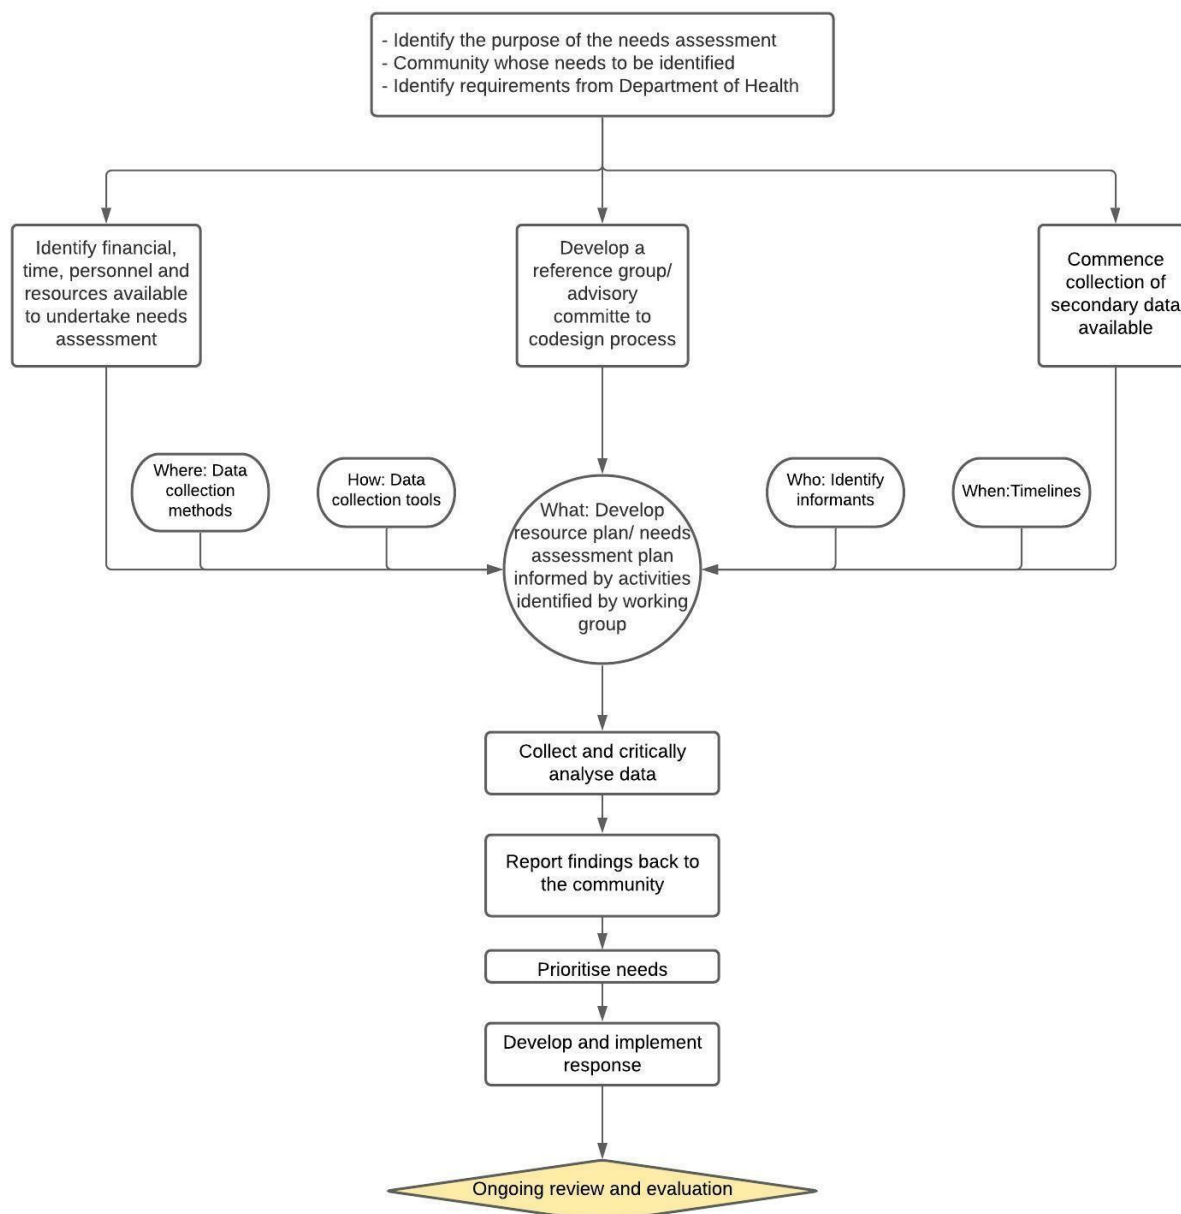 - Identify the purpose of the needs assessment
- Community whose needs to be identified
- Identify requirements from Department of Health
Identify financial,
time, personnel and
resources available
to undertake needs
assessment
Develop a
reference group/
advisory
committe to
codesign process
Commence
collection of
secondary data
available
Where: Data
collection
methods
How: Data
collection tools
Who: Identify
informants
When:Timelines
What: Develop
resource plan/ needs
assessment plan
informed by activities
identified by working
group
Collect and critically
analyse data
Report findings back to
the community
Prioritise needs
Develop and implement
response
Ongoing review and evaluation